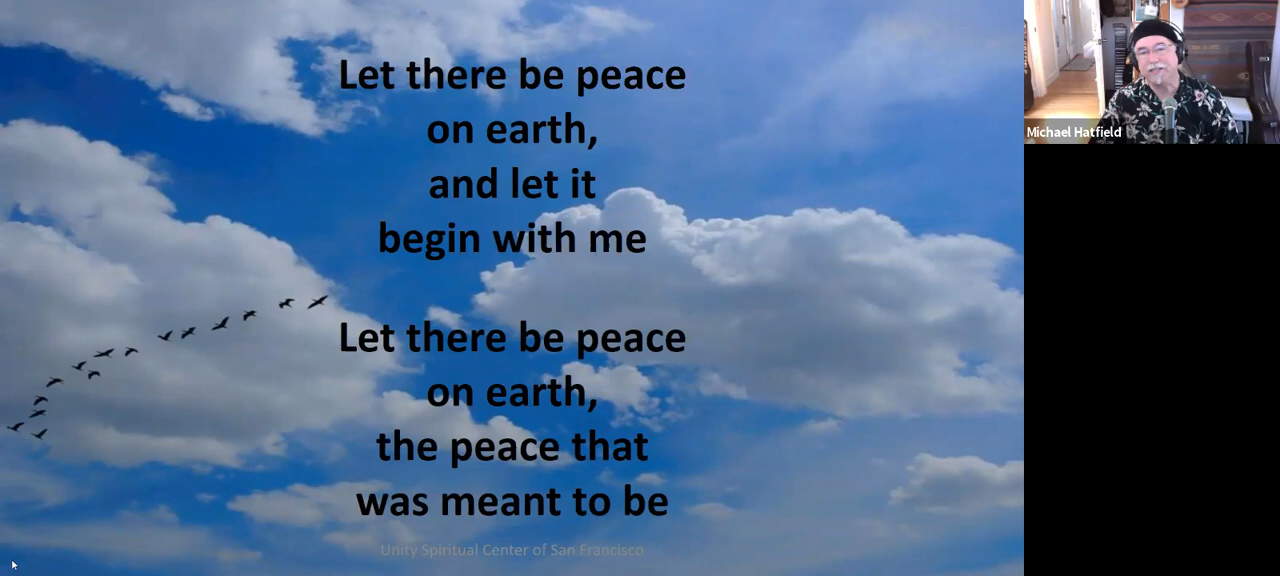 Let there be peace
on earth,
and let it
begin with me
Let there be peace
on earth,
the peace that
was meant to be
Unity Spiritual Center of San Francisco
Michael Hatfield